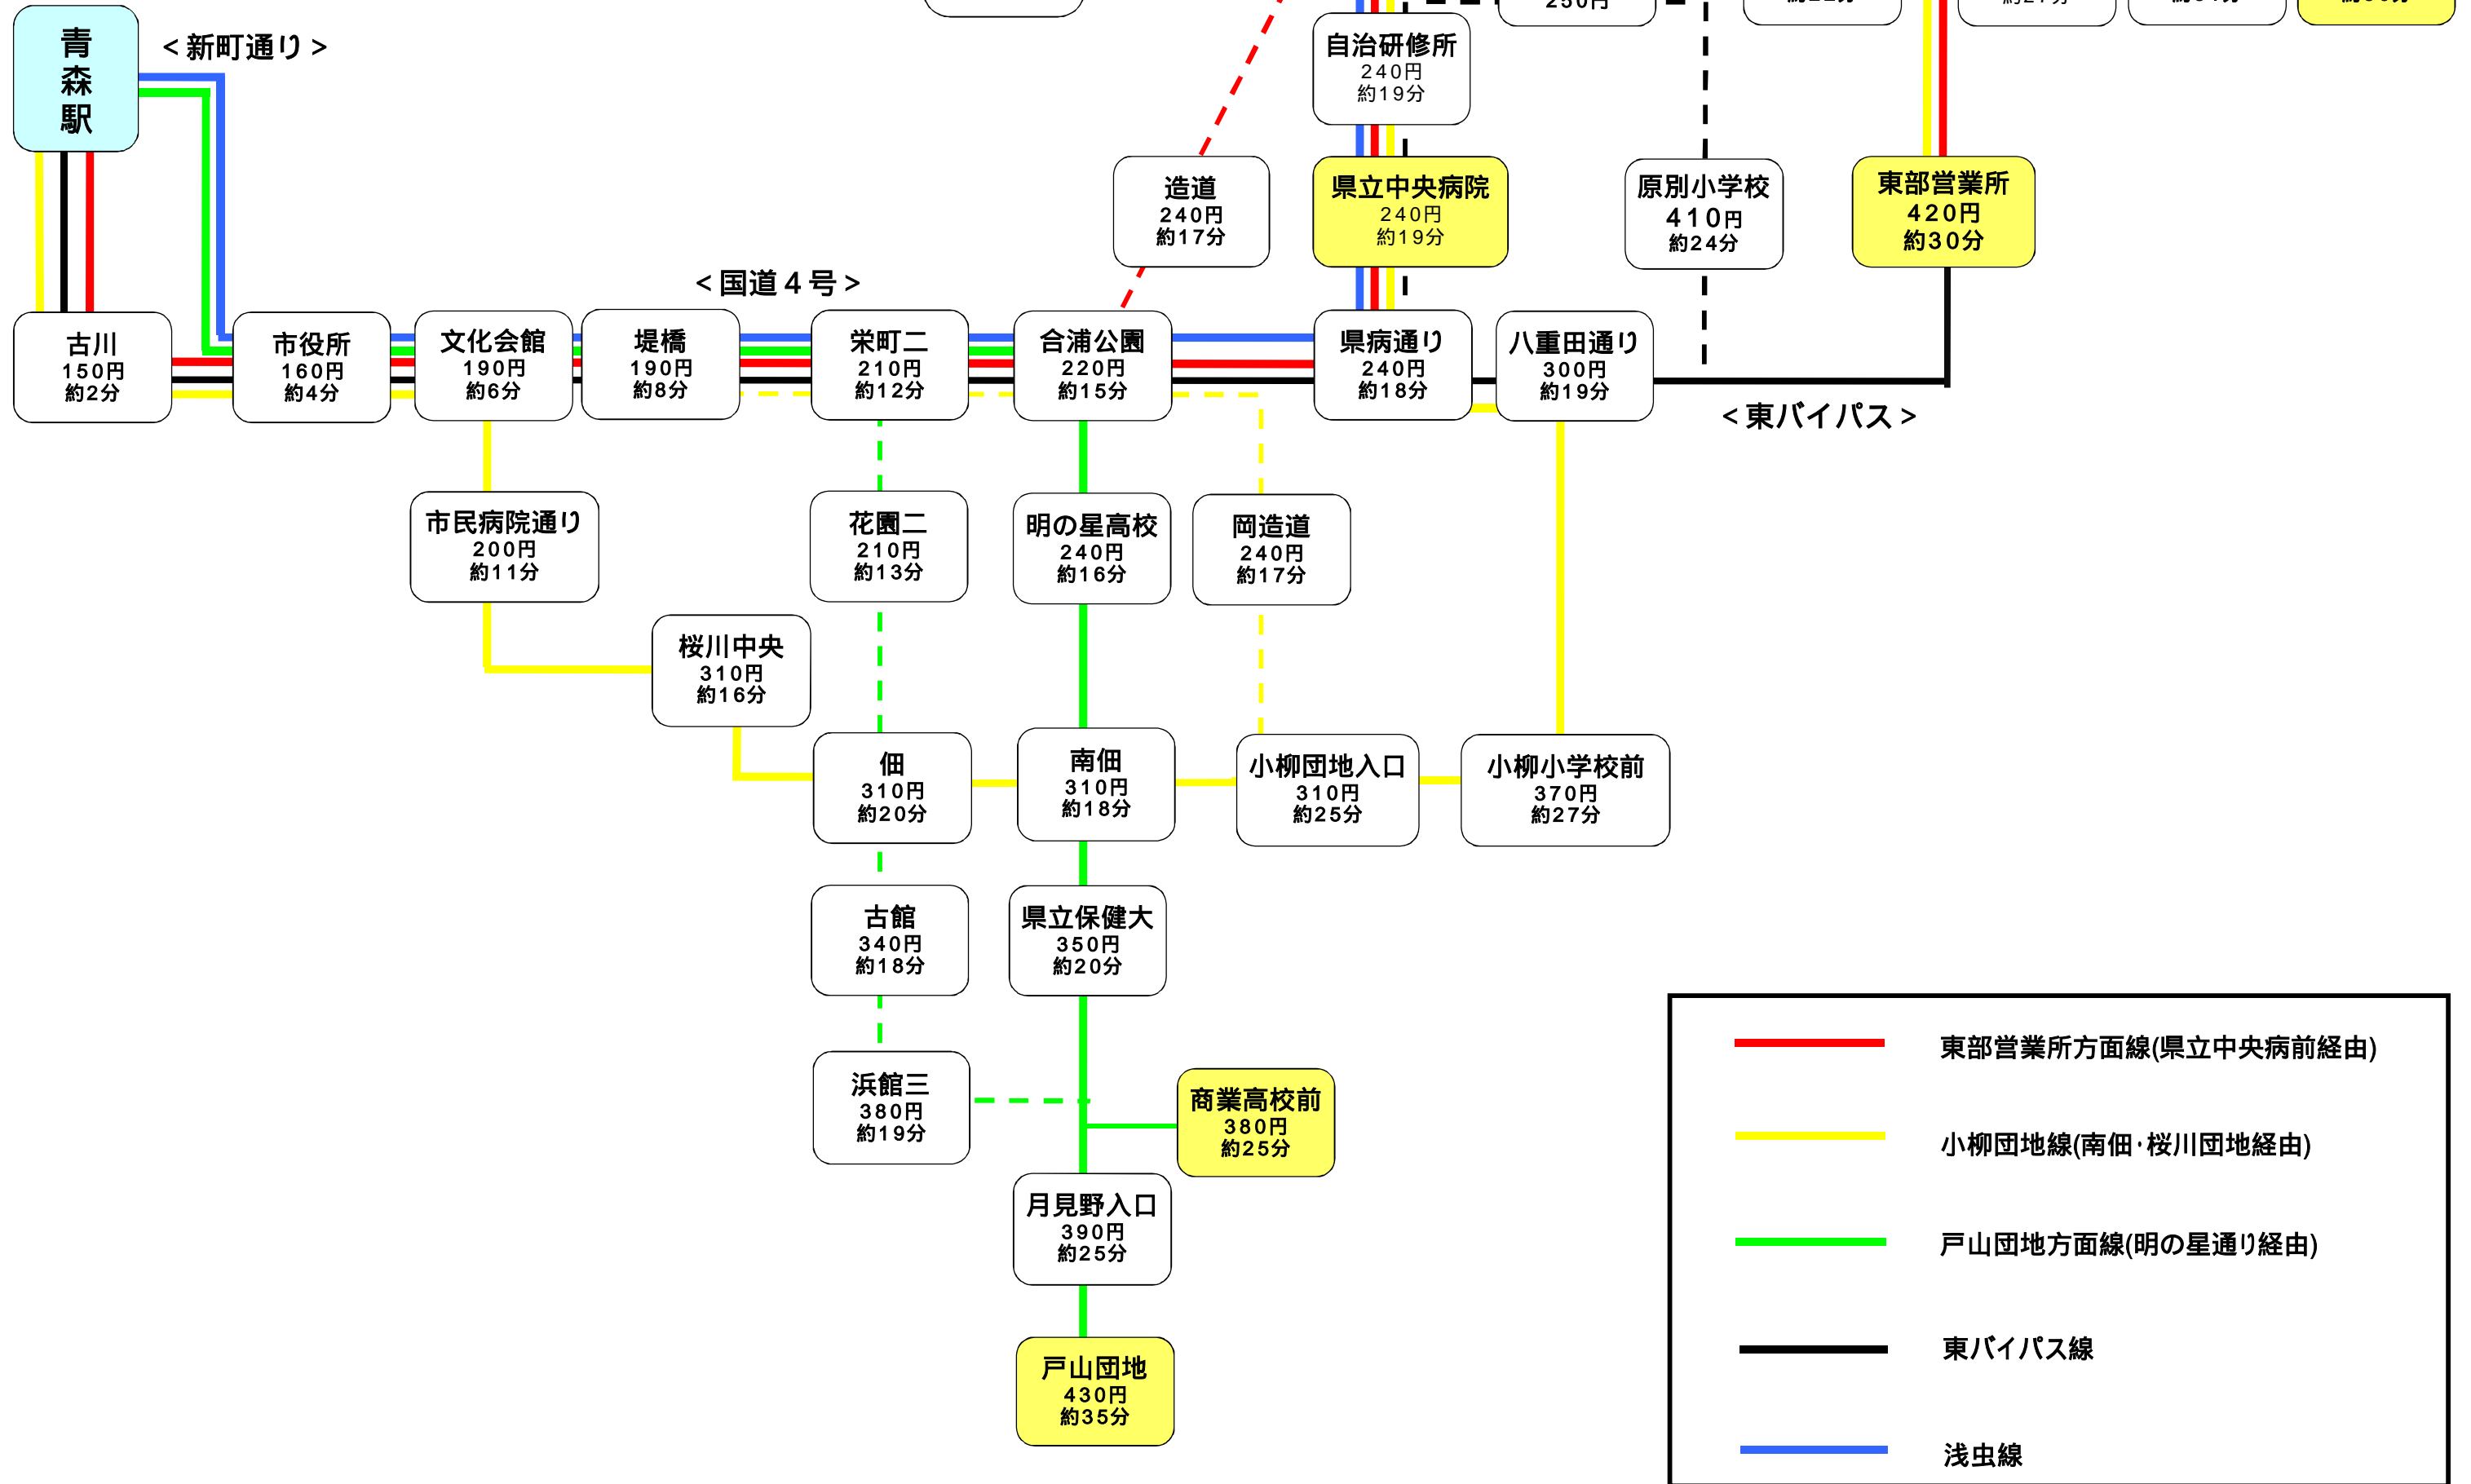 青
森
駅
<新町通り>
250円
自治研修所
240円
約19分
造道
240円
約17分
県立中央病院
240円
約19分
原別小学校
410円
約24分
東部営業所
420円
約30分
<国道4号>
古川
150円
約2分
市役所
160円
約4分
文化会館
190円
約6分
堤橋
190円
約8分
栄町二
210円
約12分
合浦公園
220円
約15分
県病通り
240円
約18分
八重田通り
300円
約19分
<東バイパス>
市民病院通り
200円
約11分
花園二
210円
約13分
明の星高校
240円
約16分
岡造道
240円
約17分
桜川中央
310円
約16分
佃
310円
約20分
南佃
310円
約18分
小柳団地入口
310円
約25分
小柳小学校前
370円
約27分
古館
340円
約18分
県立保健大
350円
約20分
浜館三
380円
約19分
商業高校前
380円
約25分
月見野入口
390円
約25分
戸山団地
430円
約35分
東部営業所方面線(県立中央病前経由)
小柳団地線(南佃・桜川団地経由)
戸山団地方面線(明の星通り経由)
東バイパス線
浅虫線